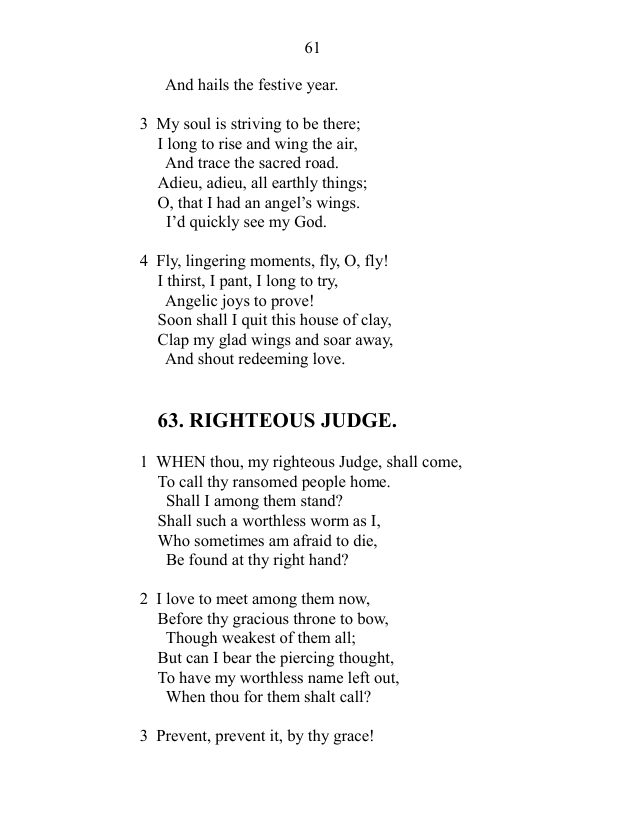 61
And hails the festive year.
3 My soul is striving to be there;
I long to rise and wing the air,
And trace the sacred road.
Adieu, adieu, all earthly things;
O, that I had an angel’s wings.
I’d quickly see my God.
4 Fly, lingering moments, fly, O, fly!
I thirst, I pant, I long to try,
Angelic joys to prove!
Soon shall I quit this house of clay,
Clap my glad wings and soar away,
And shout redeeming love.
63. RIGHTEOUS JUDGE.
1 WHEN thou, my righteous Judge, shall come,
To call thy ransomed people home.
Shall I among them stand?
Shall such a worthless worm as I,
Who sometimes am afraid to die,
Be found at thy right hand?
2 I love to meet among them now,
Before thy gracious throne to bow,
Though weakest of them all;
But can I bear the piercing thought,
To have my worthless name left out,
When thou for them shalt call?
3 Prevent, prevent it, by thy grace!